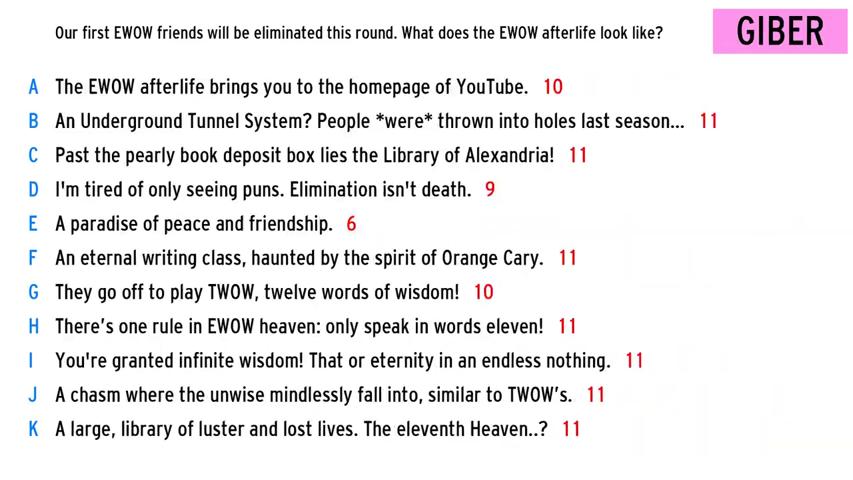 Our first EWOW friends will be eliminated this round. What does the EWOW afterlife look like?
GIBER
A The EWOW afterlife brings you to the homepage of YouTube. 10
B An Underground Tunnel System? People *were* thrown into holes last season... 11
C Past the pearly book deposit box lies the Library of Alexandria! 11
D I'm tired of only seeing puns. Elimination isn't death. 9
E A paradise of peace and friendship. 6
F An eternal writing class, haunted by the spirit of Orange Cary. 11
G They go off to play TWOW, twelve words of wisdom! 10
H There's one rule in EWOW heaven: only speak in words eleven! 11
I You're granted infinite wisdom! That or eternity in an endless nothing. 11
J A chasm where the unwise mindlessly fall into, similar to TWOW's. 11
K A large, library of luster and lost lives. The eleventh Heaven..? 11